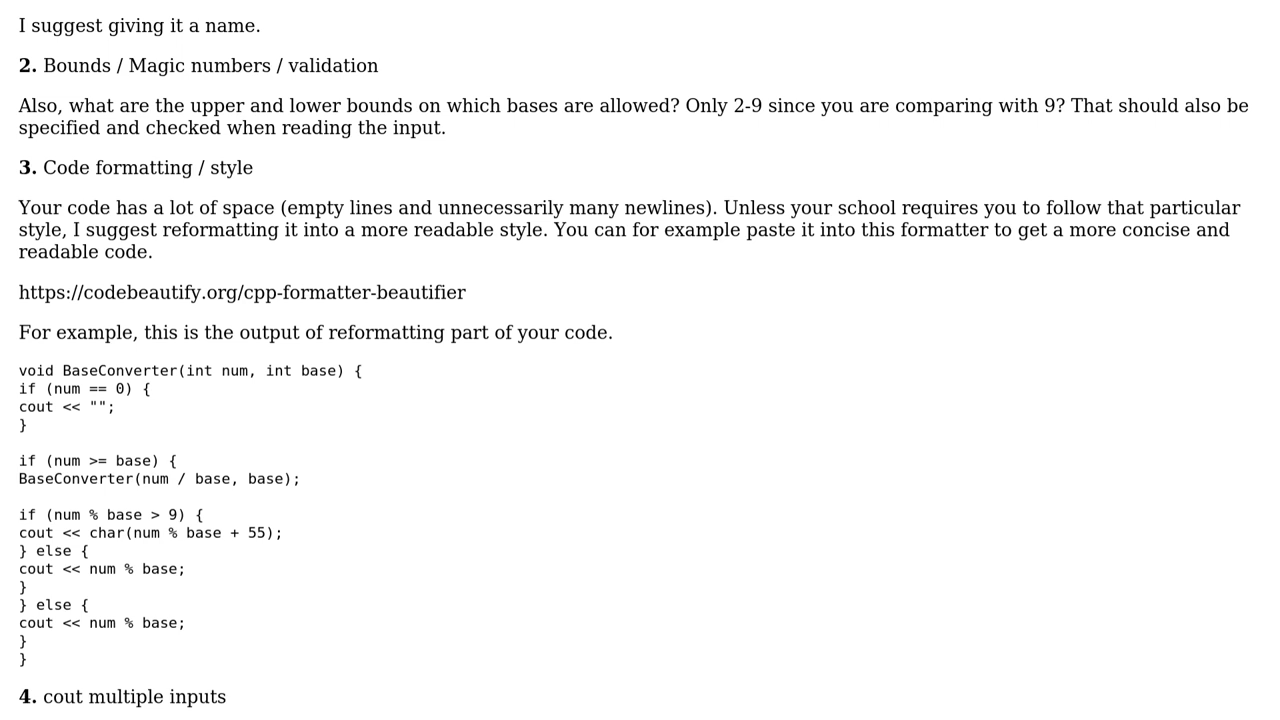 I suggest giving it a name.
2. Bounds / Magic numbers / validation
Also, what are the upper and lower bounds on which bases are allowed? Only 2-9 since you are comparing with 9? That should also be
specified and checked when reading the input.
3. Code formatting / style
Your code has a lot of space (empty lines and unnecessarily many newlines). Unless your school requires you to follow that particular
style, I suggest reformatting it into a more readable style. You can for example paste it into this formatter to get a more concise and
readable code.
https://codebeautify.org/cpp-formatter-beautifier
For example, this is the output of reformatting part of your code.
void BaseConverter(int num, int base) {
if (num == 0) {
cout << "";
}
if (num >= base) {
BaseConverter(num / base, base);
if (num % base > 9) {
cout << char(num % base + 55);
} else {
cout << num % base;
}
} else {
cout << num % base;
}
}
4. cout multiple inputs